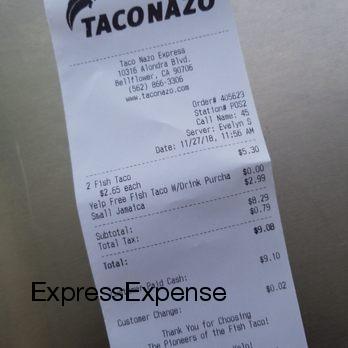 TACO NAZO
Taco Nazo Express
10316 Alondra Blvd.
Bellflower, CA 90706
(562) 866-3306
www.taconazo.com
Order# 405623
Station# POS2
Call Name: 45
Server: Evelyn S
Date: 11/27/18, 11:56 AM
2 Fish Taco $5.30
$2.65 each
Yelp Free Fish Taco W/Drink Purcha $0.00
Small Jamaica $2.99
Subtotal: $8.29
Total Tax: $0.79
Total: $9.08
Paid Cash: $9.10
ExpressExpense
Customer Change: $0.02
Thank You for Choosing
The Pioneers of the Fish Taco!